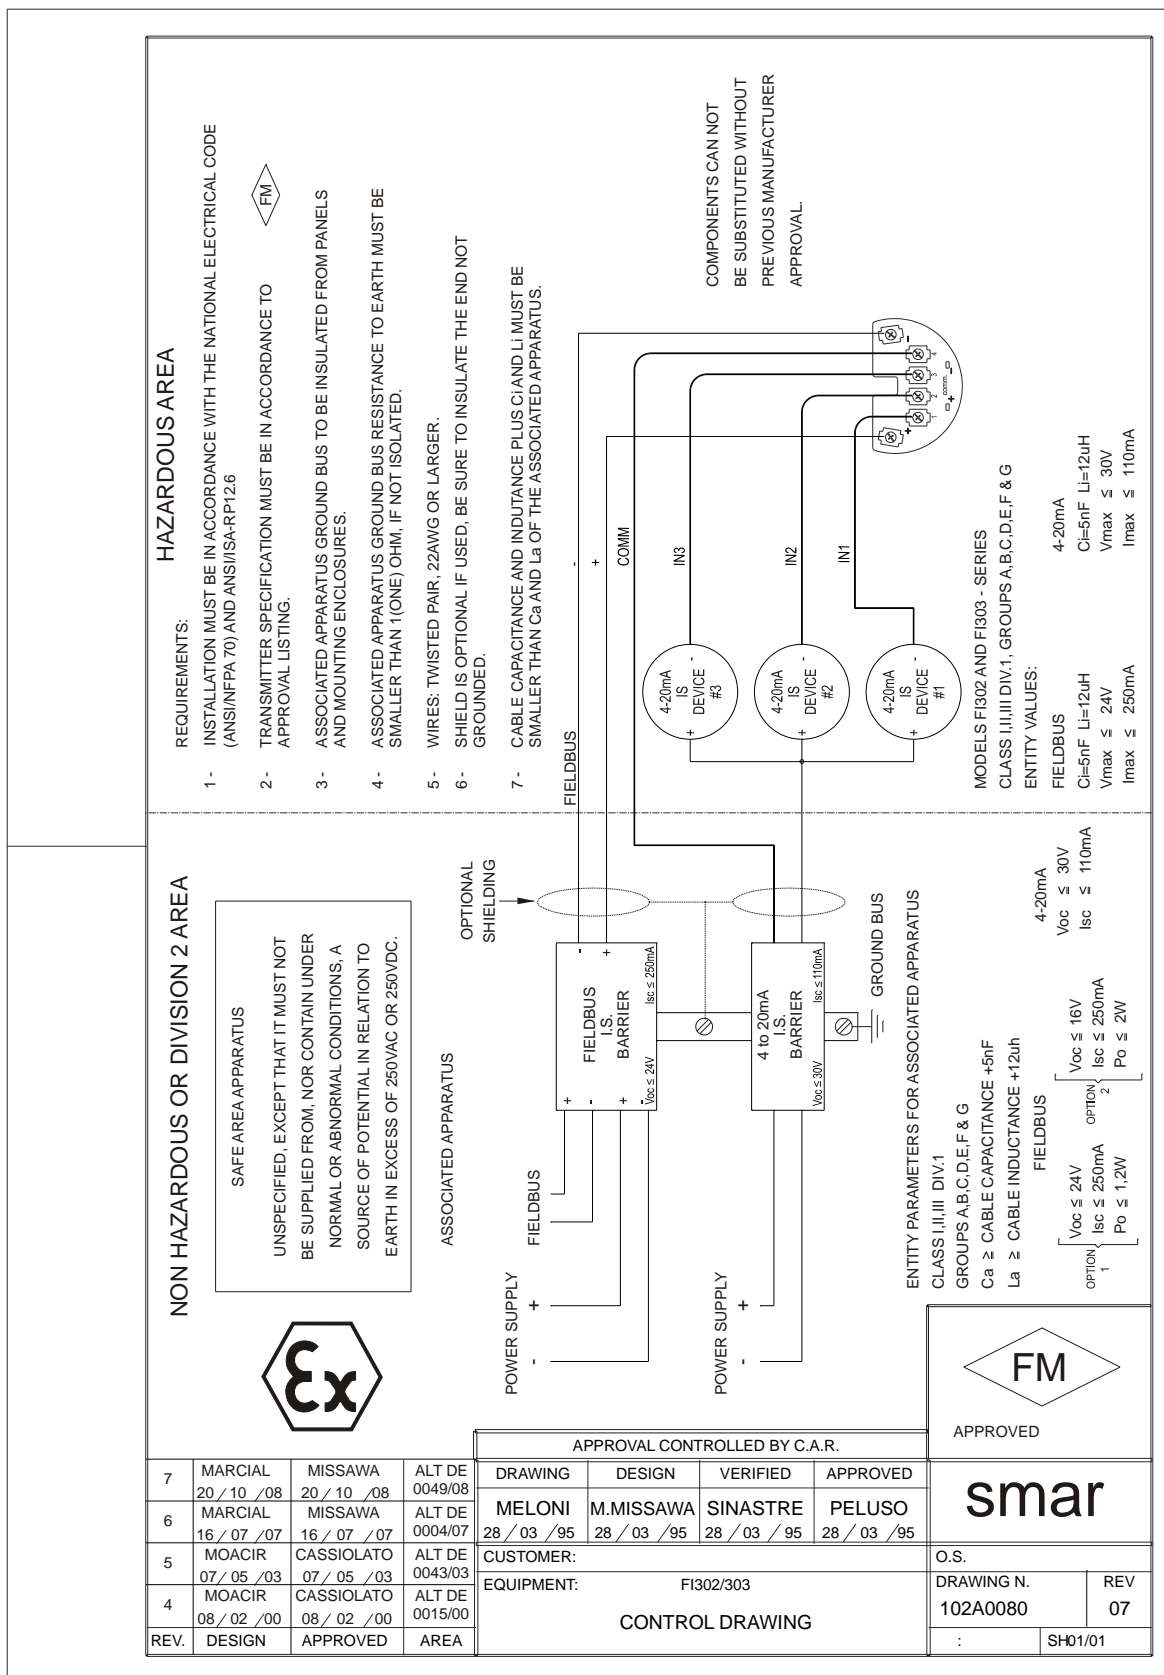 HAZARDOUS AREA
REQUIREMENTS:
1 - INSTALLATION MUST BE IN ACCORDANCE WITH THE NATIONAL ELECTRICAL CODE
(ANSI/NFPA 70) AND ANSI/ISA-RP12.6
2 - TRANSMITTER SPECIFICATION MUST BE IN ACCORDANCE TO
APPROVAL LISTING.
FM
3 - ASSOCIATED APPARATUS GROUND BUS TO BE INSULATED FROM PANELS
AND MOUNTING ENCLOSURES.
4 - ASSOCIATED APPARATUS GROUND BUS RESISTANCE TO EARTH MUST BE
SMALLER THAN 1(ONE) OHM, IF NOT ISOLATED.
5 - WIRES: TWISTED PAIR, 22AWG OR LARGER.
6 - SHIELD IS OPTIONAL IF USED, BE SURE TO INSULATE THE END NOT
GROUNDED.
7 - CABLE CAPACITANCE AND INDUTANCE PLUS Ci AND Li MUST BE
SMALLER THAN Ca AND La OF THE ASSOCIATED APPARATUS.
COMPONENTS CAN NOT
BE SUBSTITUTED WITHOUT
PREVIOUS MANUFACTURER
APPROVAL.
FIELDBUS
-
+
COMM
IN3
IN2
IN1
4-20mA
IS
DEVICE
#3
+ -
4-20mA
IS
DEVICE
#2
+ -
4-20mA
IS
DEVICE
#1
+ -
+ -
1 2 3 4
+ comm. -
MODELS FI302 AND FI303 - SERIES
CLASS I,II,III DIV.1, GROUPS A,B,C,D,E,F & G
ENTITY VALUES:
FIELDBUS
Ci=5nF Li=12uH
Vmax ≤ 24V
Imax ≤ 250mA
4-20mA
Ci=5nF Li=12uH
Vmax ≤ 30V
Imax ≤ 110mA
NON HAZARDOUS OR DIVISION 2 AREA
SAFE AREA APPARATUS
UNSPECIFIED, EXCEPT THAT IT MUST NOT
BE SUPPLIED FROM, NOR CONTAIN UNDER
NORMAL OR ABNORMAL CONDITIONS, A
SOURCE OF POTENTIAL IN RELATION TO
EARTH IN EXCESS OF 250VAC OR 250VDC.
Ex
ASSOCIATED APPARATUS
OPTIONAL
SHIELDING
POWER SUPPLY
- +
FIELDBUS
+
-
+
-
FIELDBUS
I.S.
BARRIER
-
+
Voc ≤ 24V
Isc ≤ 250mA
POWER SUPPLY
- +
4 to 20mA
I.S.
BARRIER
Voc ≤ 30V
Isc ≤ 110mA
GROUND BUS
ENTITY PARAMETERS FOR ASSOCIATED APPARATUS
CLASS I,II,III DIV.1
GROUPS A,B,C,D,E,F & G
Ca ≥ CABLE CAPACITANCE +5nF
La ≥ CABLE INDUCTANCE +12uh
FIELDBUS
OPTION
1
Voc ≤ 24V
Isc ≤ 250mA
Po ≤ 1,2W
OPTION
2
Voc ≤ 16V
Isc ≤ 250mA
Po ≤ 2W
4-20mA
Voc ≤ 30V
Isc ≤ 110mA
FM
APPROVED
7 MARCIAL 20 / 10 / 08 MISSAWA 20 / 10 / 08 ALT DE 0049/08
6 MARCIAL 16 / 07 / 07 MISSAWA 16 / 07 / 07 ALT DE 0004/07
5 MOACIR 07 / 05 / 03 CASSIOLATO 07 / 05 / 03 ALT DE 0043/03
4 MOACIR 08 / 02 / 00 CASSIOLATO 08 / 02 / 00 ALT DE 0015/00
REV. DESIGN APPROVED AREA
APPROVAL CONTROLLED BY C.A.R.
DRAWING DESIGN VERIFIED APPROVED
MELONI M.MISSAWA SINASTRE PELUSO
28 / 03 / 95 28 / 03 / 95 28 / 03 / 95 28 / 03 / 95
CUSTOMER:
EQUIPMENT: FI302/303
CONTROL DRAWING
smar
O.S.
DRAWING N. REV
102A0080 07
: SH01/01